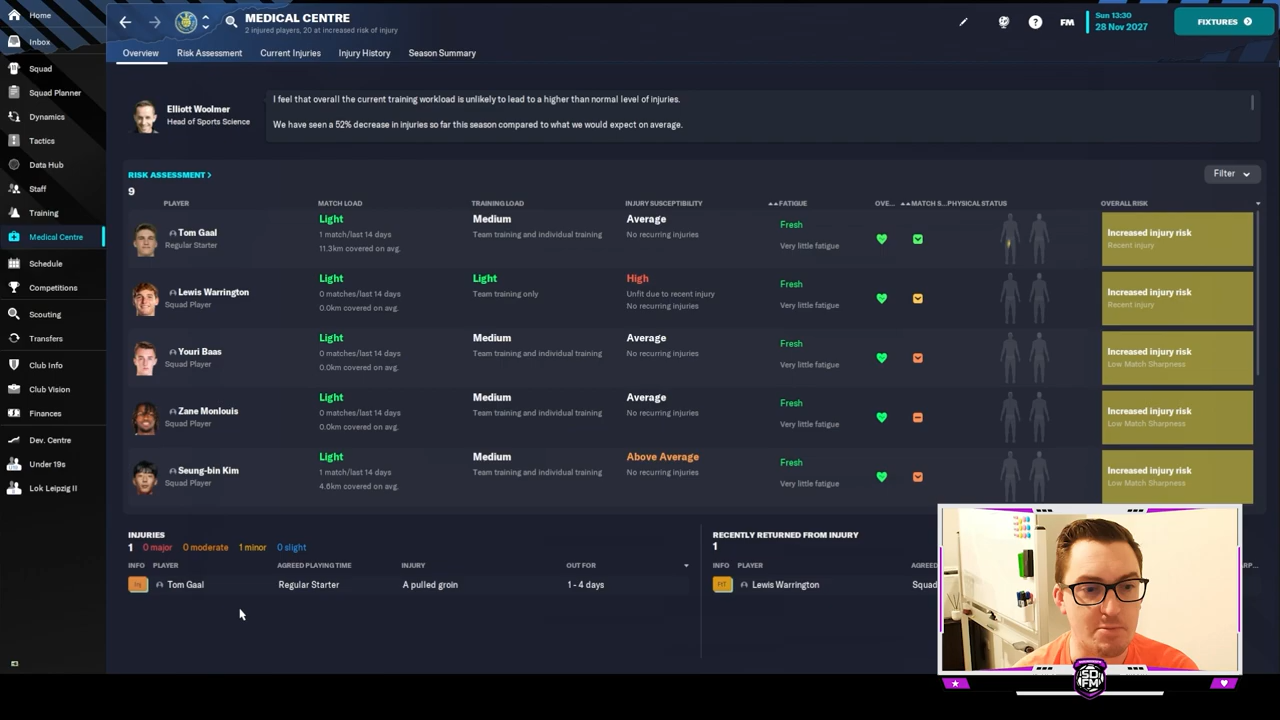 Home
Inbox
Squad
Squad Planner
Dynamics
Tactics
Data Hub
Staff
Training
Medical Centre
Schedule
Competitions
Scouting
Transfers
Club Info
Club Vision
Finances
Dev. Centre
Under 19s
Lok Leipzig II
MEDICAL CENTRE
2 injured players, 20 at increased risk of injury
FM
Sun 13:30
28 Nov 2027
FIXTURES
Overview
Risk Assessment
Current Injuries
Injury History
Season Summary
Elliott Woolmer
Head of Sports Science
I feel that overall the current training workload is unlikely to lead to a higher than normal level of injuries.
We have seen a 52% decrease in injuries so far this season compared to what we would expect on average.
RISK ASSESSMENT >
9
Filter
PLAYER MATCH LOAD TRAINING LOAD INJURY SUSCEPTIBILITY FATIGUE OVE... MATCH S... PHYSICAL STATUS OVERALL RISK
Tom Gaal
Regular Starter
Light
1 match/last 14 days
11.3km covered on avg.
Medium
Team training and individual training
Average
No recurring injuries
Fresh
Very little fatigue
Increased injury risk
Recent injury
Lewis Warrington
Squad Player
Light
0 matches/last 14 days
0.0km covered on avg.
Light
Team training only
High
Unfit due to recent injury
No recurring injuries
Fresh
Very little fatigue
Increased injury risk
Recent injury
Youri Baas
Squad Player
Light
0 matches/last 14 days
0.0km covered on avg.
Medium
Team training and individual training
Average
No recurring injuries
Fresh
Very little fatigue
Increased injury risk
Low Match Sharpness
Zane Monlouis
Squad Player
Light
0 matches/last 14 days
0.0km covered on avg.
Medium
Team training and individual training
Average
No recurring injuries
Fresh
Very little fatigue
Increased injury risk
Low Match Sharpness
Seung-bin Kim
Squad Player
Light
1 match/last 14 days
4.6km covered on avg.
Medium
Team training and individual training
Above Average
No recurring injuries
Fresh
Very little fatigue
Increased injury risk
Low Match Sharpness
INJURIES
1 0 major 0 moderate 1 minor 0 slight
INFO PLAYER AGREED PLAYING TIME INJURY OUT FOR
Inj Tom Gaal Regular Starter A pulled groin 1 - 4 days
RECENTLY RETURNED FROM INJURY
1
INFO PLAYER AGREED
FIT Lewis Warrington Squad
SDFM